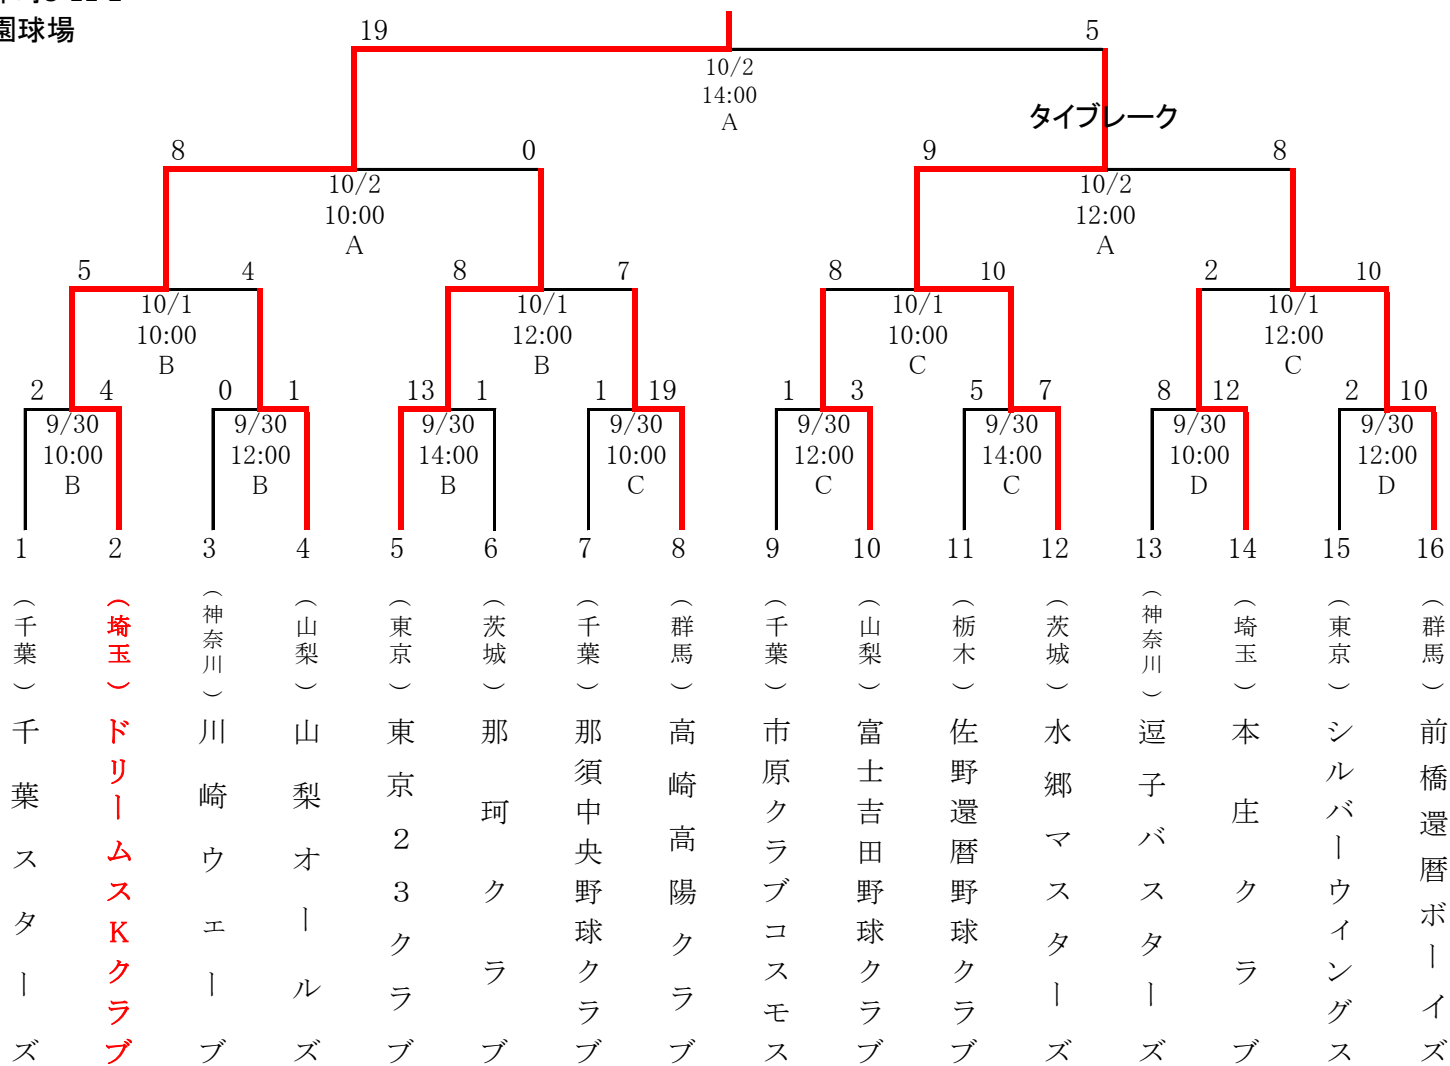 園球場
19 5
10/2
14:00
A
タイブレーク
8 0 9 8
10/2 10/2
10:00 12:00
A A
5 4 8 7 8 10 2 10
10/1 10/1 10/1 10/1
10:00 12:00 10:00 12:00
B B C C
2 4 0 1 13 1 1 19 1 3 5 7 8 12 2 10
9/30 9/30 9/30 9/30 9/30 9/30 9/30 9/30
10:00 12:00 14:00 10:00 12:00 14:00 10:00 12:00
B B B C C C D D
1 2 3 4 5 6 7 8 9 10 11 12 13 14 15 16
（千葉）千葉スターズ
（埼玉）ドリームスKクラブ
（神奈川）川崎ウェーブ
（山梨）山梨オールズ
（東京）東京２３クラブ
（茨城）那珂クラブ
（千葉）那須中央野球クラブ
（群馬）高崎高陽クラブ
（千葉）市原クラブコスモス
（山梨）富士吉田野球クラブ
（栃木）佐野還暦野球クラブ
（茨城）水郷マスターズ
（神奈川）逗子バスターズ
（埼玉）本庄クラブ
（東京）シルバーウィングス
（群馬）前橋還暦ボーイズ